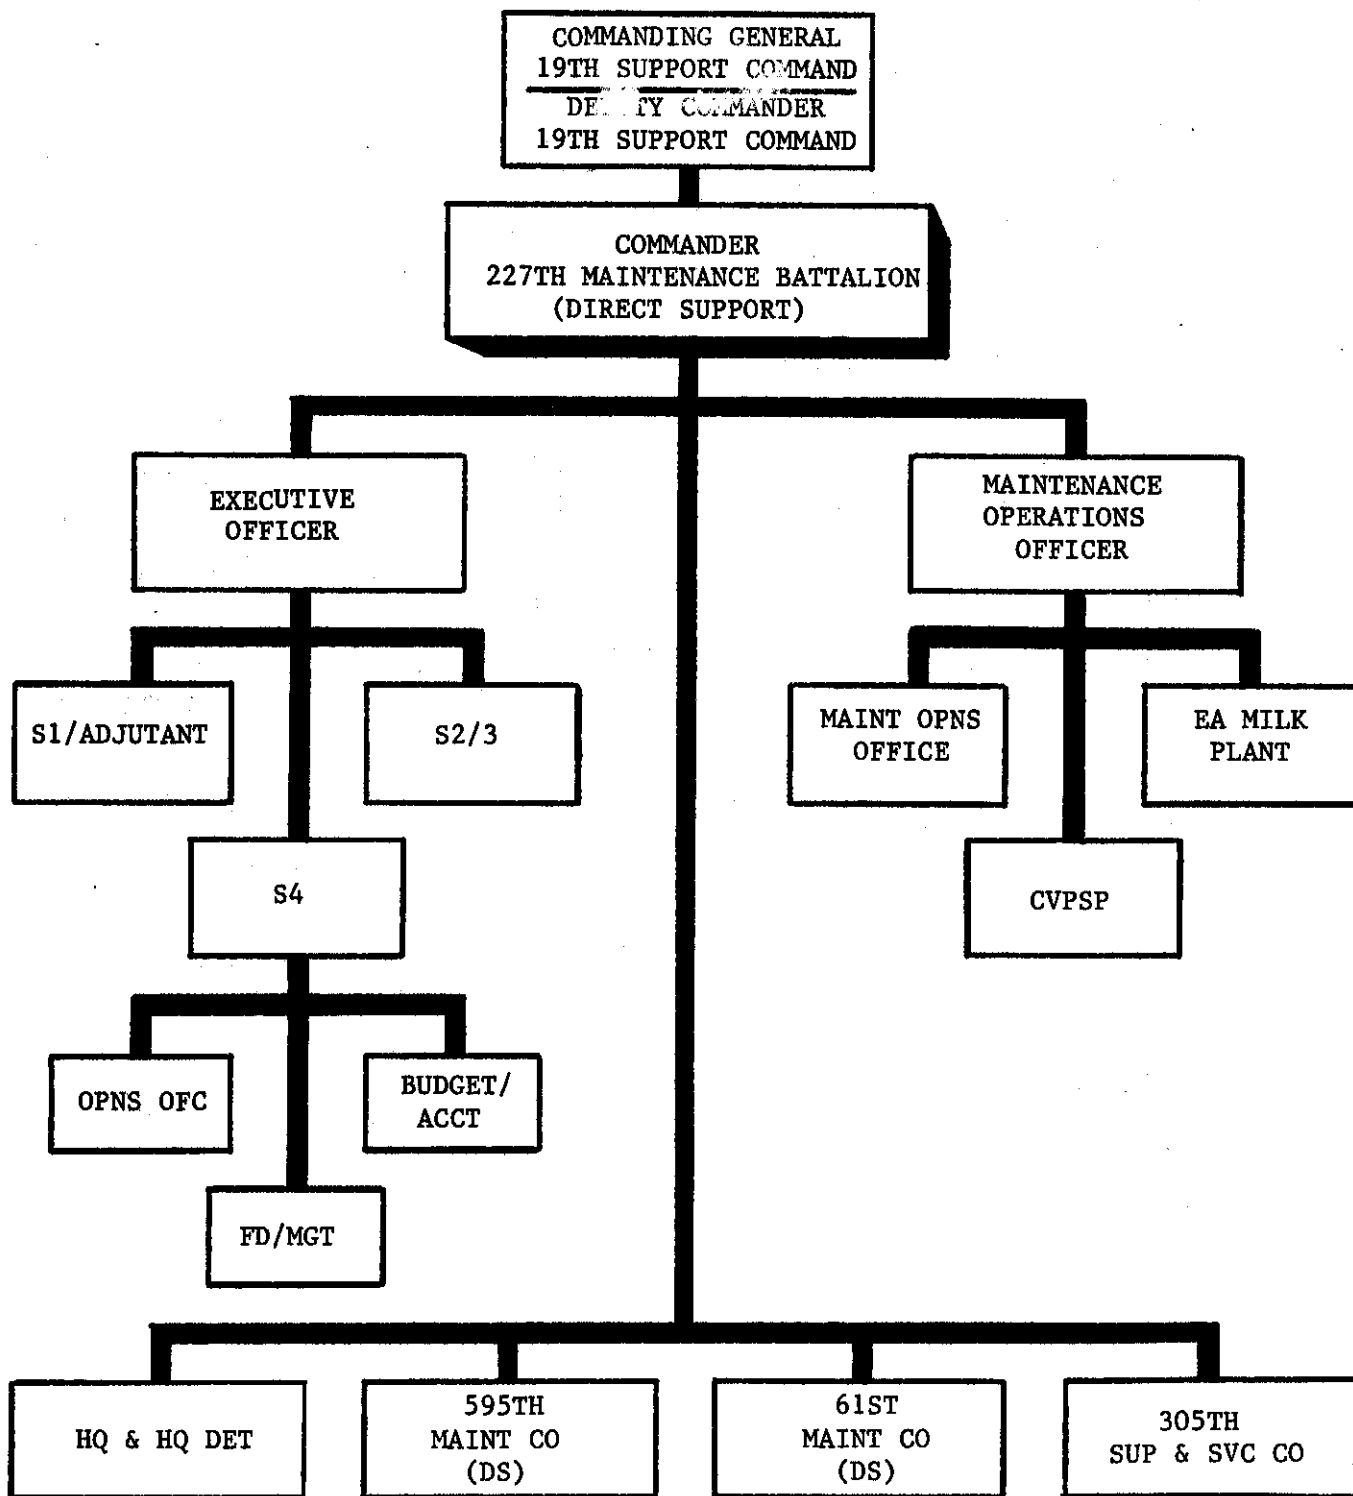 COMMANDING GENERAL
19TH SUPPORT COMMAND
COMMANDER
19TH SUPPORT COMMAND
COMMANDER
227TH MAINTENANCE BATTALION
(DIRECT SUPPORT)
EXECUTIVE
OFFICER
MAINTENANCE
OPERATIONS
OFFICER
S1/ADJUTANT
S2/3
MAINT OPNS
OFFICE
EA MILK
PLANT
S4
CVPSP
OPNS OFC
BUDGET/
ACCT
FD/MGT
HQ & HQ DET
595TH
MAINT CO
(DS)
61ST
MAINT CO
(DS)
305TH
SUP & SVC CO